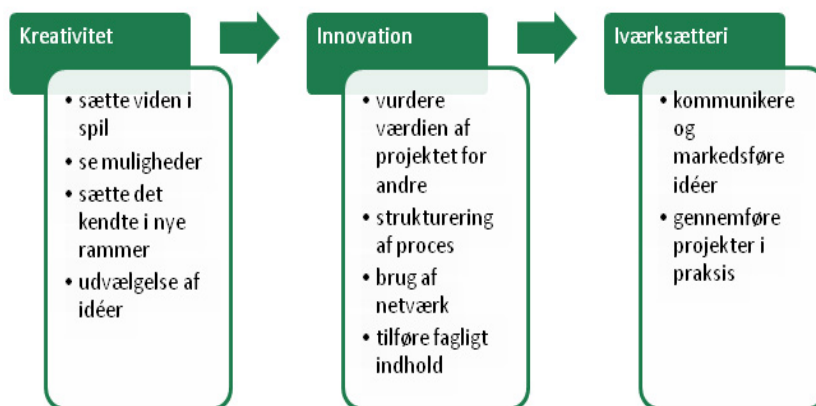 Kreativitet
• sætte viden i
spil
• se muligheder
• sætte det
kendte i nye
rammer
• udvælgelse af
idéer
Innovation
• vurdere
værdien af
projektet for
andre
• strukturering
af proces
• brug af
netværk
• tilføre fagligt
indhold
Iværksætteri
• kommunikere
og
markedsføre
idéer
• gennemføre
projekter i
praksis